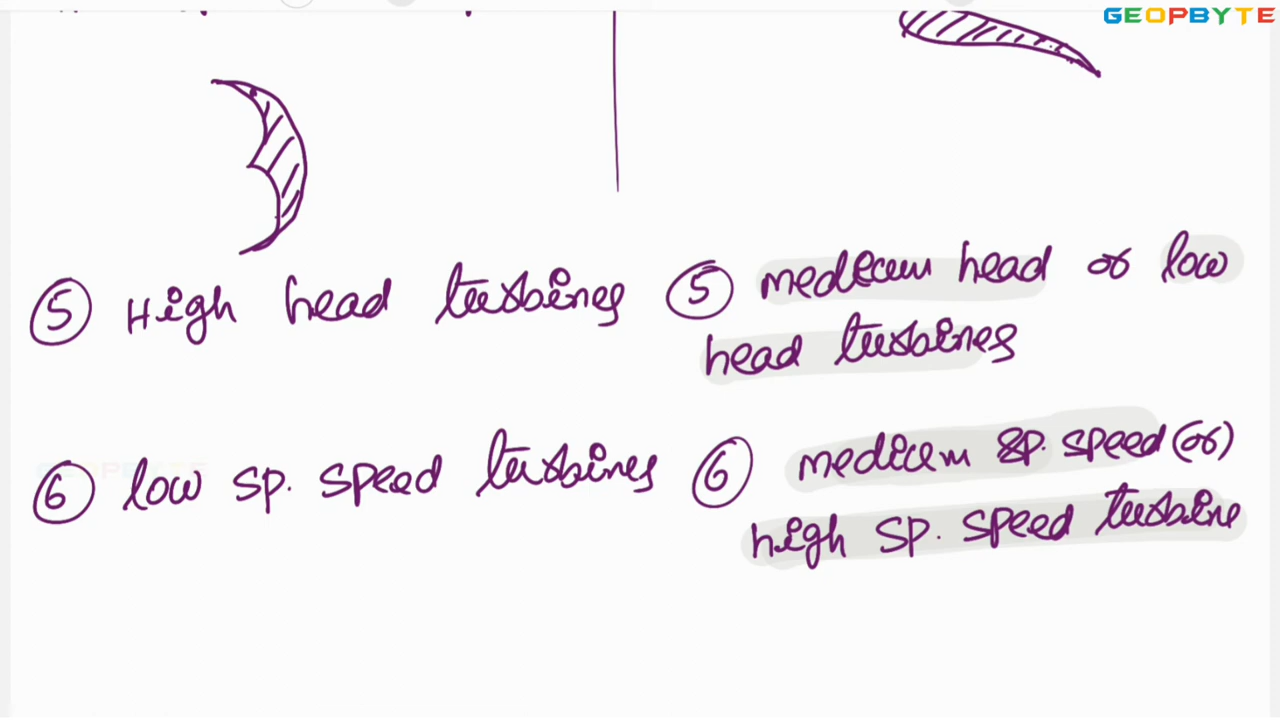 GEOPBYTE
⑤ High head turbines
⑤ medium head or low
head turbines
⑥ low sp. speed turbines
⑥ medium sp. speed (or)
high sp. speed turbine